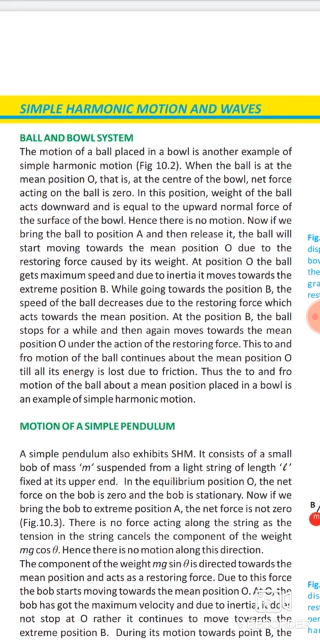 SIMPLE HARMONIC MOTION AND WAVES
BALL AND BOWL SYSTEM
The motion of a ball placed in a bowl is another example of
simple harmonic motion (Fig 10.2). When the ball is at the
mean position O, that is, at the centre of the bowl, net force
acting on the ball is zero. In this position, weight of the ball
acts downward and is equal to the upward normal force of
the surface of the bowl. Hence there is no motion. Now if we
bring the ball to position A and then release it, the ball will
start moving towards the mean position O due to the
restoring force caused by its weight. At position O the ball
gets maximum speed and due to inertia it moves towards the
extreme position B. While going towards the position B, the
speed of the ball decreases due to the restoring force which
acts towards the mean position. At the position B, the ball
stops for a while and then again moves towards the mean
position O under the action of the restoring force. This to and
fro motion of the ball continues about the mean position O
till all its energy is lost due to friction. Thus the to and fro
motion of the ball about a mean position placed in a bowl is
an example of simple harmonic motion.
MOTION OF A SIMPLE PENDULUM
A simple pendulum also exhibits SHM. It consists of a small
bob of mass ‘m’ suspended from a light string of length ‘ℓ’
fixed at its upper end. In the equilibrium position O, the net
force on the bob is zero and the bob is stationary. Now if we
bring the bob to extreme position A, the net force is not zero
(Fig.10.3). There is no force acting along the string as the
tension in the string cancels the component of the weight
mg cos θ. Hence there is no motion along this direction.
The component of the weight mg sin θ is directed towards the
mean position and acts as a restoring force. Due to this force
the bob starts moving towards the mean position O. At O, the
bob has got the maximum velocity and due to inertia, it does
not stop at O rather it continues to move towards the
extreme position B. During its motion towards point B, the
Fig.
disp
bow
the
gra
rest
B
Fig.
disp
rest
per
har